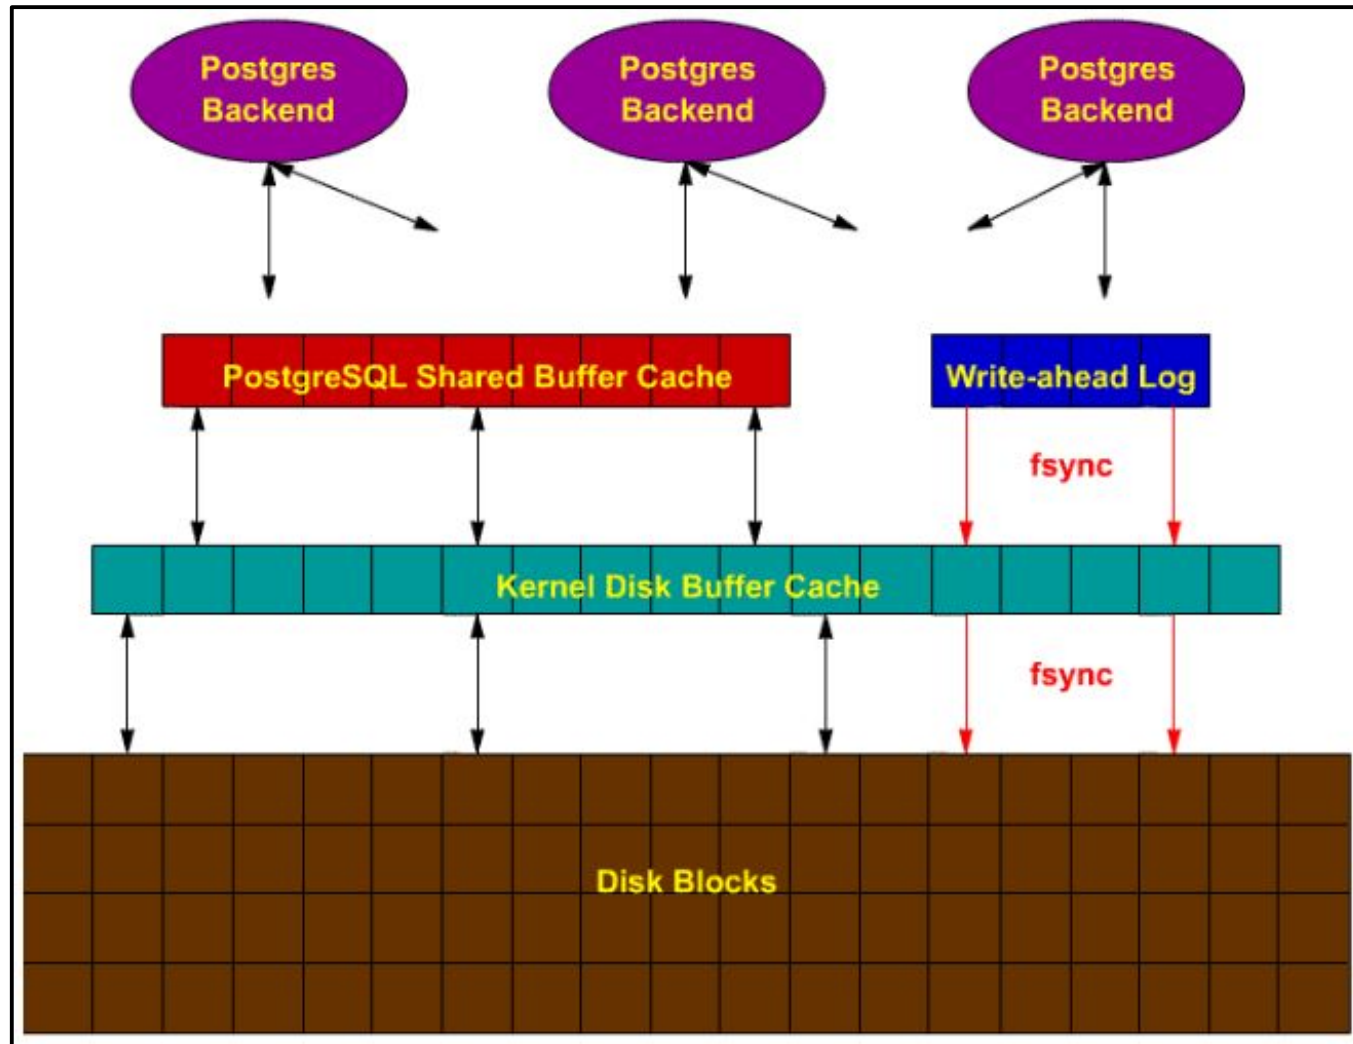 Postgres
Backend
Postgres
Backend
Postgres
Backend
PostgreSQL Shared Buffer Cache
Write-ahead Log
fsync
Kernel Disk Buffer Cache
fsync
Disk Blocks